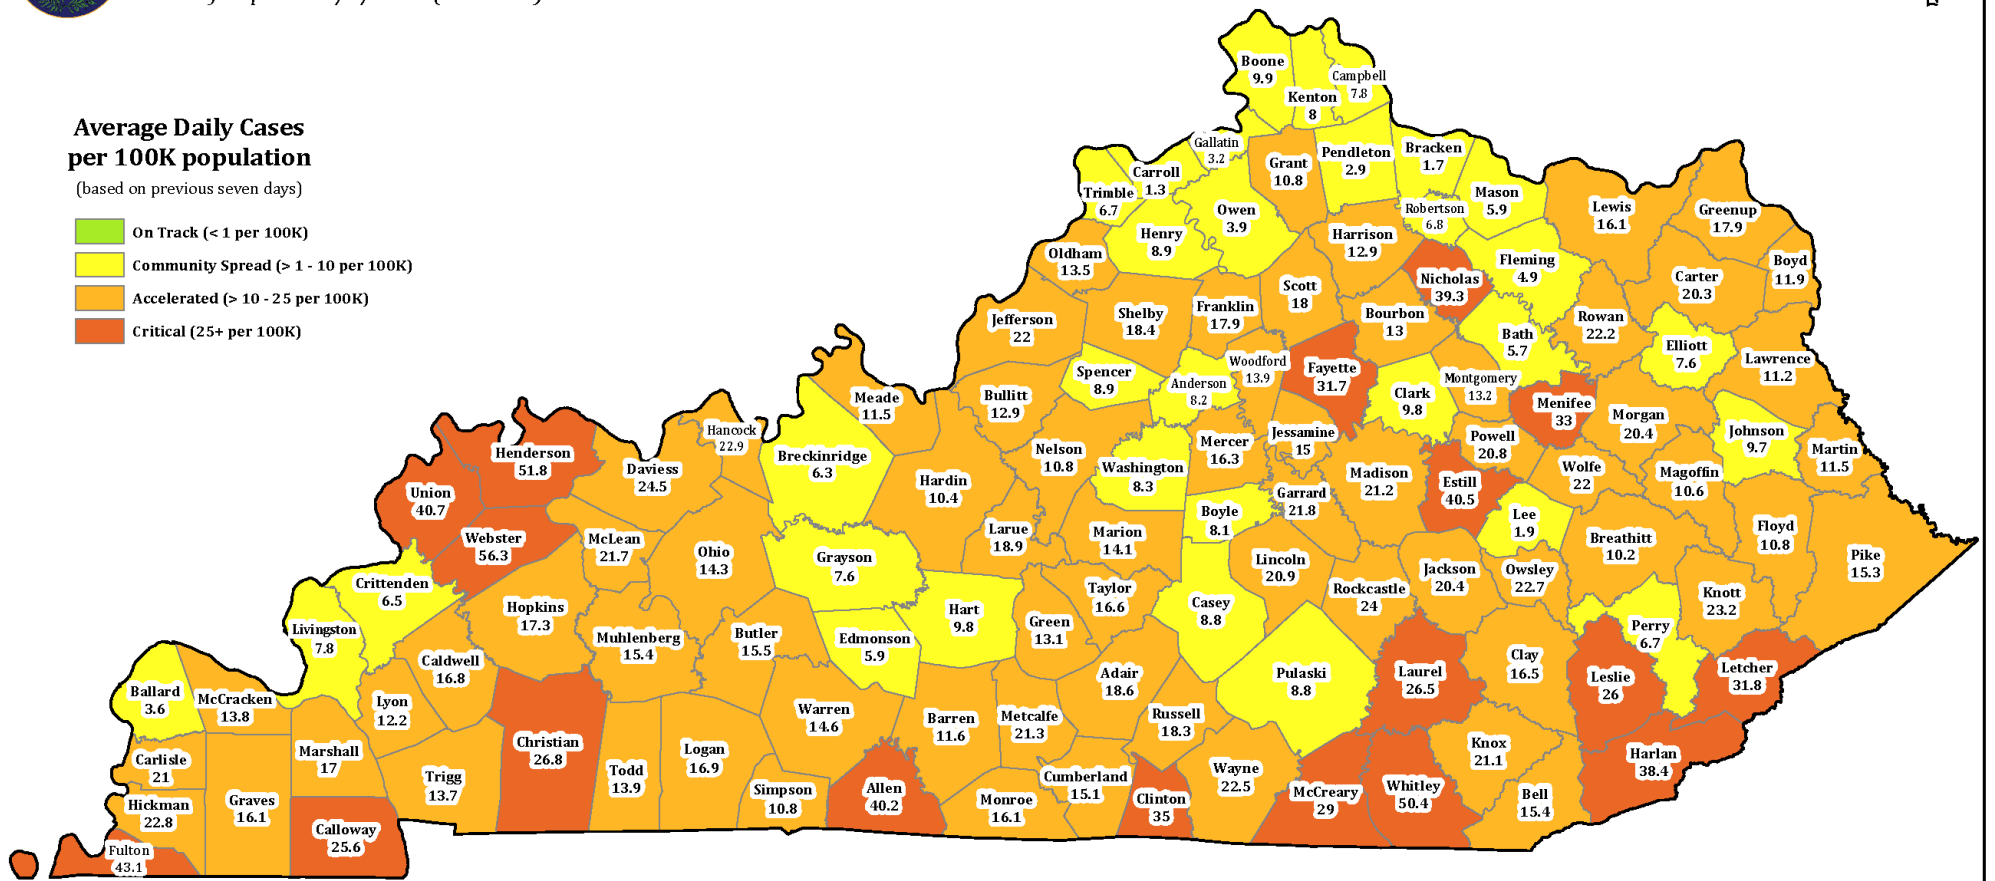 Average Daily Cases
per 100K population
(based on previous seven days)
On Track (< 1 per 100K)
Community Spread (> 1 - 10 per 100K)
Accelerated (> 10 - 25 per 100K)
Critical (25+ per 100K)
Boone
9.9
Kenton
8
Campbell
7.8
Gallatin
3.2
Grant
10.8
Pendleton
2.9
Bracken
1.7
Carroll
1.3
Trimble
6.7
Owen
3.9
Henry
8.9
Mason
5.9
Robertson
6.8
Lewis
16.1
Greenup
17.9
Oldham
13.5
Harrison
12.9
Nicholas
39.3
Fleming
4.9
Carter
20.3
Boyd
11.9
Jefferson
22
Shelby
18.4
Franklin
17.9
Scott
18
Bourbon
13
Bath
5.7
Rowan
22.2
Elliott
7.6
Lawrence
11.2
Meade
11.5
Bullitt
12.9
Spencer
8.9
Anderson
8.2
Woodford
13.9
Fayette
31.7
Clark
9.8
Montgomery
13.2
Menifee
33
Morgan
20.4
Johnson
9.7
Martin
11.5
Henderson
51.8
Union
40.7
Daviess
24.5
Hancock
22.9
Breckinridge
6.3
Hardin
10.4
Nelson
10.8
Washington
8.3
Mercer
16.3
Jessamine
15
Madison
21.2
Garrard
21.8
Estill
40.5
Powell
20.8
Wolfe
22
Magoffin
10.6
Webster
56.3
McLean
21.7
Ohio
14.3
Grayson
7.6
Larue
18.9
Marion
14.1
Boyle
8.1
Lincoln
20.9
Lee
1.9
Breathitt
10.2
Floyd
10.8
Pike
15.3
Crittenden
6.5
Livingston
7.8
Hopkins
17.3
Muhlenberg
15.4
Butler
15.5
Edmonson
5.9
Hart
9.8
Green
13.1
Taylor
16.6
Casey
8.8
Rockcastle
24
Jackson
20.4
Owsley
22.7
Perry
6.7
Knott
23.2
Ballard
3.6
McCracken
13.8
Lyon
12.2
Caldwell
16.8
Warren
14.6
Barren
11.6
Metcalfe
21.3
Adair
18.6
Russell
18.3
Pulaski
8.8
Laurel
26.5
Clay
16.5
Leslie
26
Letcher
31.8
Carlisle
21
Marshall
17
Trigg
13.7
Christian
26.8
Todd
13.9
Logan
16.9
Simpson
10.8
Allen
40.2
Monroe
16.1
Cumberland
15.1
Clinton
35
Wayne
22.5
McCreary
29
Whitley
50.4
Knox
21.1
Bell
15.4
Harlan
38.4
Hickman
22.8
Graves
16.1
Calloway
25.6
Fulton
43.1